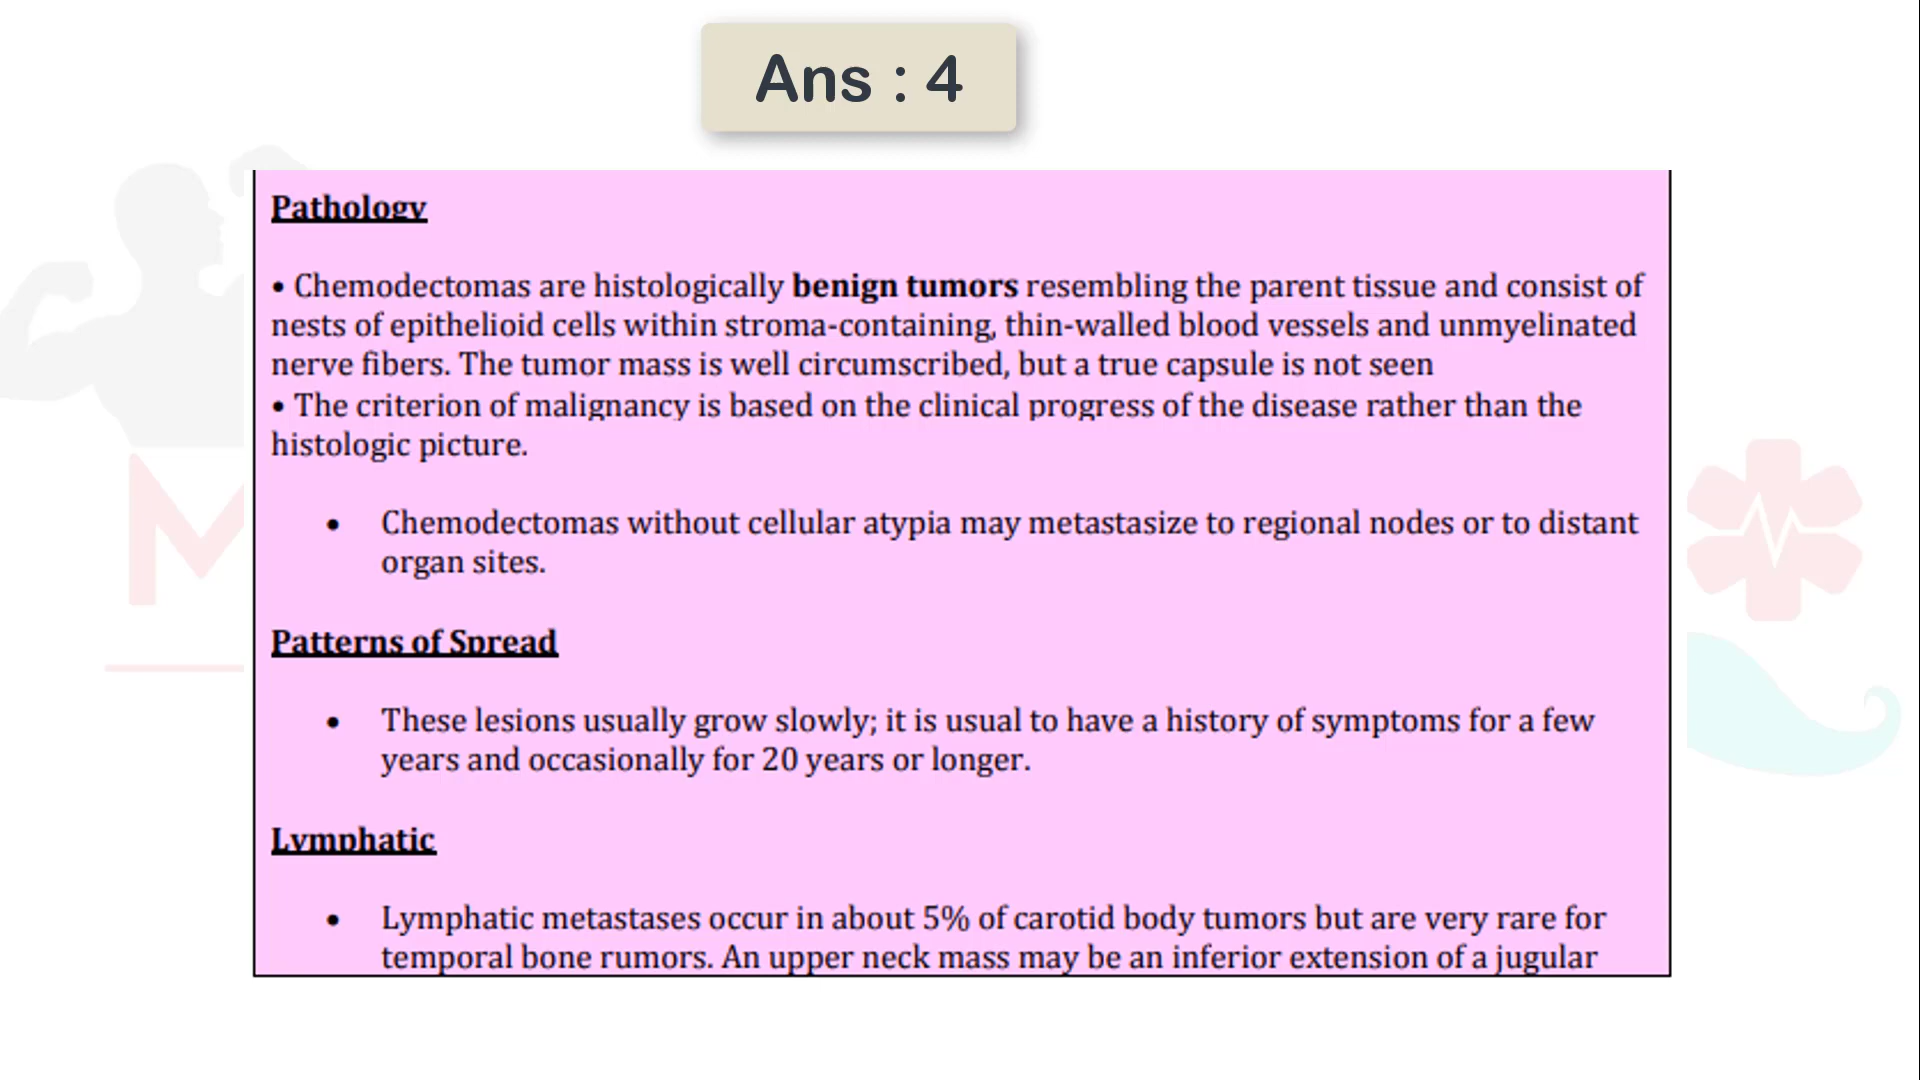 Ans : 4
Pathology
• Chemodectomas are histologically benign tumors resembling the parent tissue and consist of
nests of epithelioid cells within stroma-containing, thin-walled blood vessels and unmyelinated
nerve fibers. The tumor mass is well circumscribed, but a true capsule is not seen
• The criterion of malignancy is based on the clinical progress of the disease rather than the
histologic picture.
• Chemodectomas without cellular atypia may metastasize to regional nodes or to distant
organ sites.
Patterns of Spread
• These lesions usually grow slowly; it is usual to have a history of symptoms for a few
years and occasionally for 20 years or longer.
Lymphatic
• Lymphatic metastases occur in about 5% of carotid body tumors but are very rare for
temporal bone rumors. An upper neck mass may be an inferior extension of a jugular
M